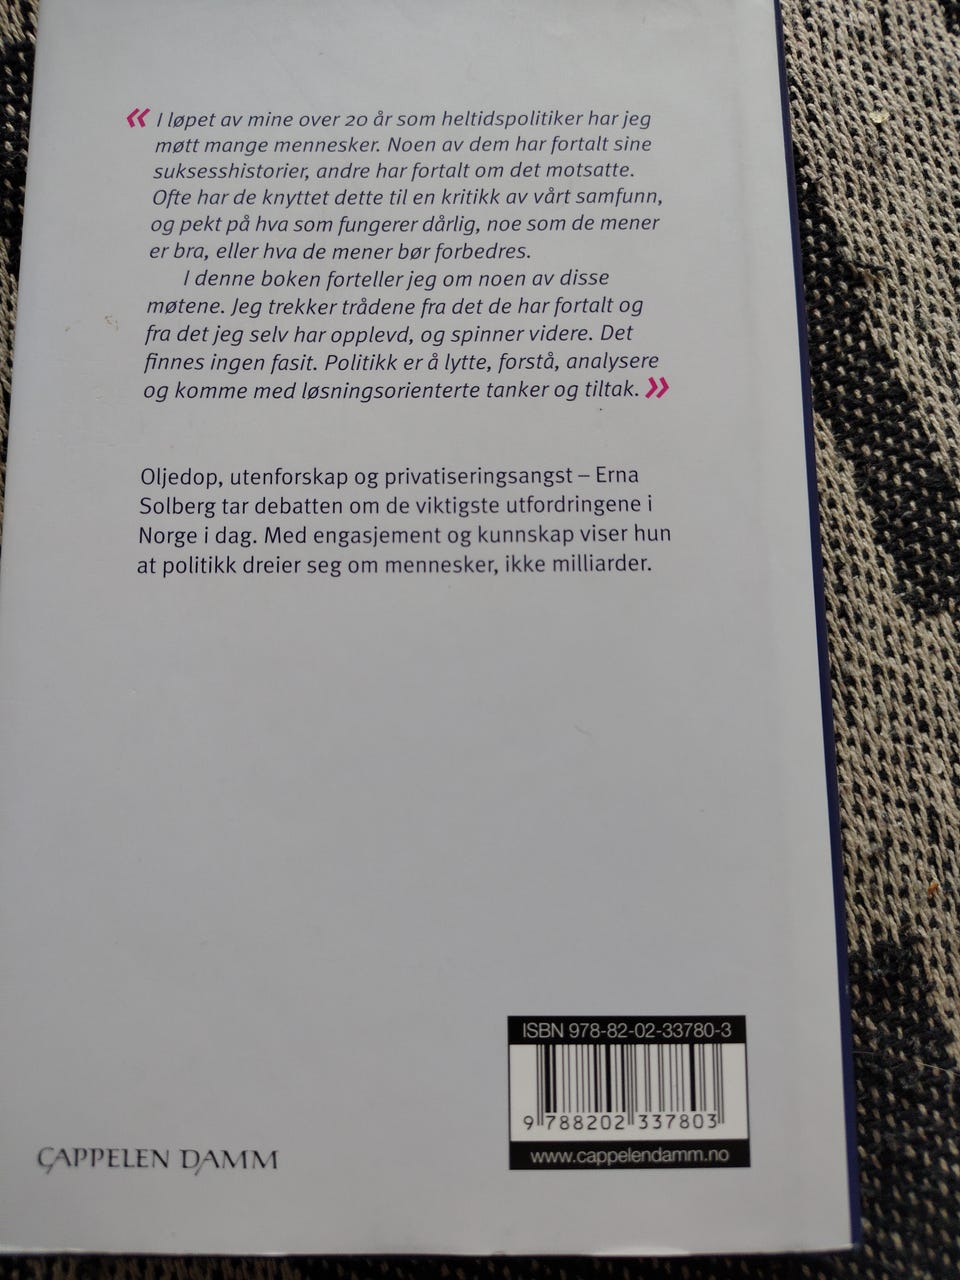 « I løpet av mine over 20 år som heltidspolitiker har jeg
møtt mange mennesker. Noen av dem har fortalt sine
suksesshistorier, andre har fortalt om det motsatte.
Ofte har de knyttet dette til en kritikk av vårt samfunn,
og pekt på hva som fungerer dårlig, noe som de mener
er bra, eller hva de mener bør forbedres.
I denne boken forteller jeg om noen av disse
møtene. Jeg trekker trådene fra det de har fortalt og
fra det jeg selv har opplevd, og spinner videre. Det
finnes ingen fasit. Politikk er å lytte, forstå, analysere
og komme med løsningsorienterte tanker og tiltak. »
Oljedop, utenforskap og privatiseringsangst – Erna
Solberg tar debatten om de viktigste utfordringene i
Norge i dag. Med engasjement og kunnskap viser hun
at politikk dreier seg om mennesker, ikke milliarder.
ISBN 978-82-02-33780-3
9 788202 337803
www.cappelendamm.no
CAPPELEN DAMM